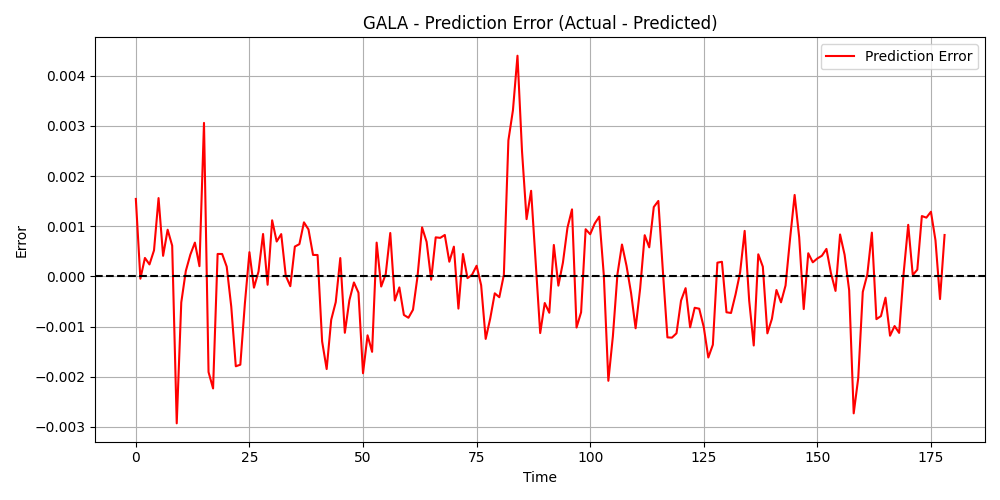 GALA - Prediction Error (Actual - Predicted)
Prediction Error
Error
0.004
0.003
0.002
0.001
0.000
−0.001
−0.002
−0.003
0 25 50 75 100 125 150 175
Time